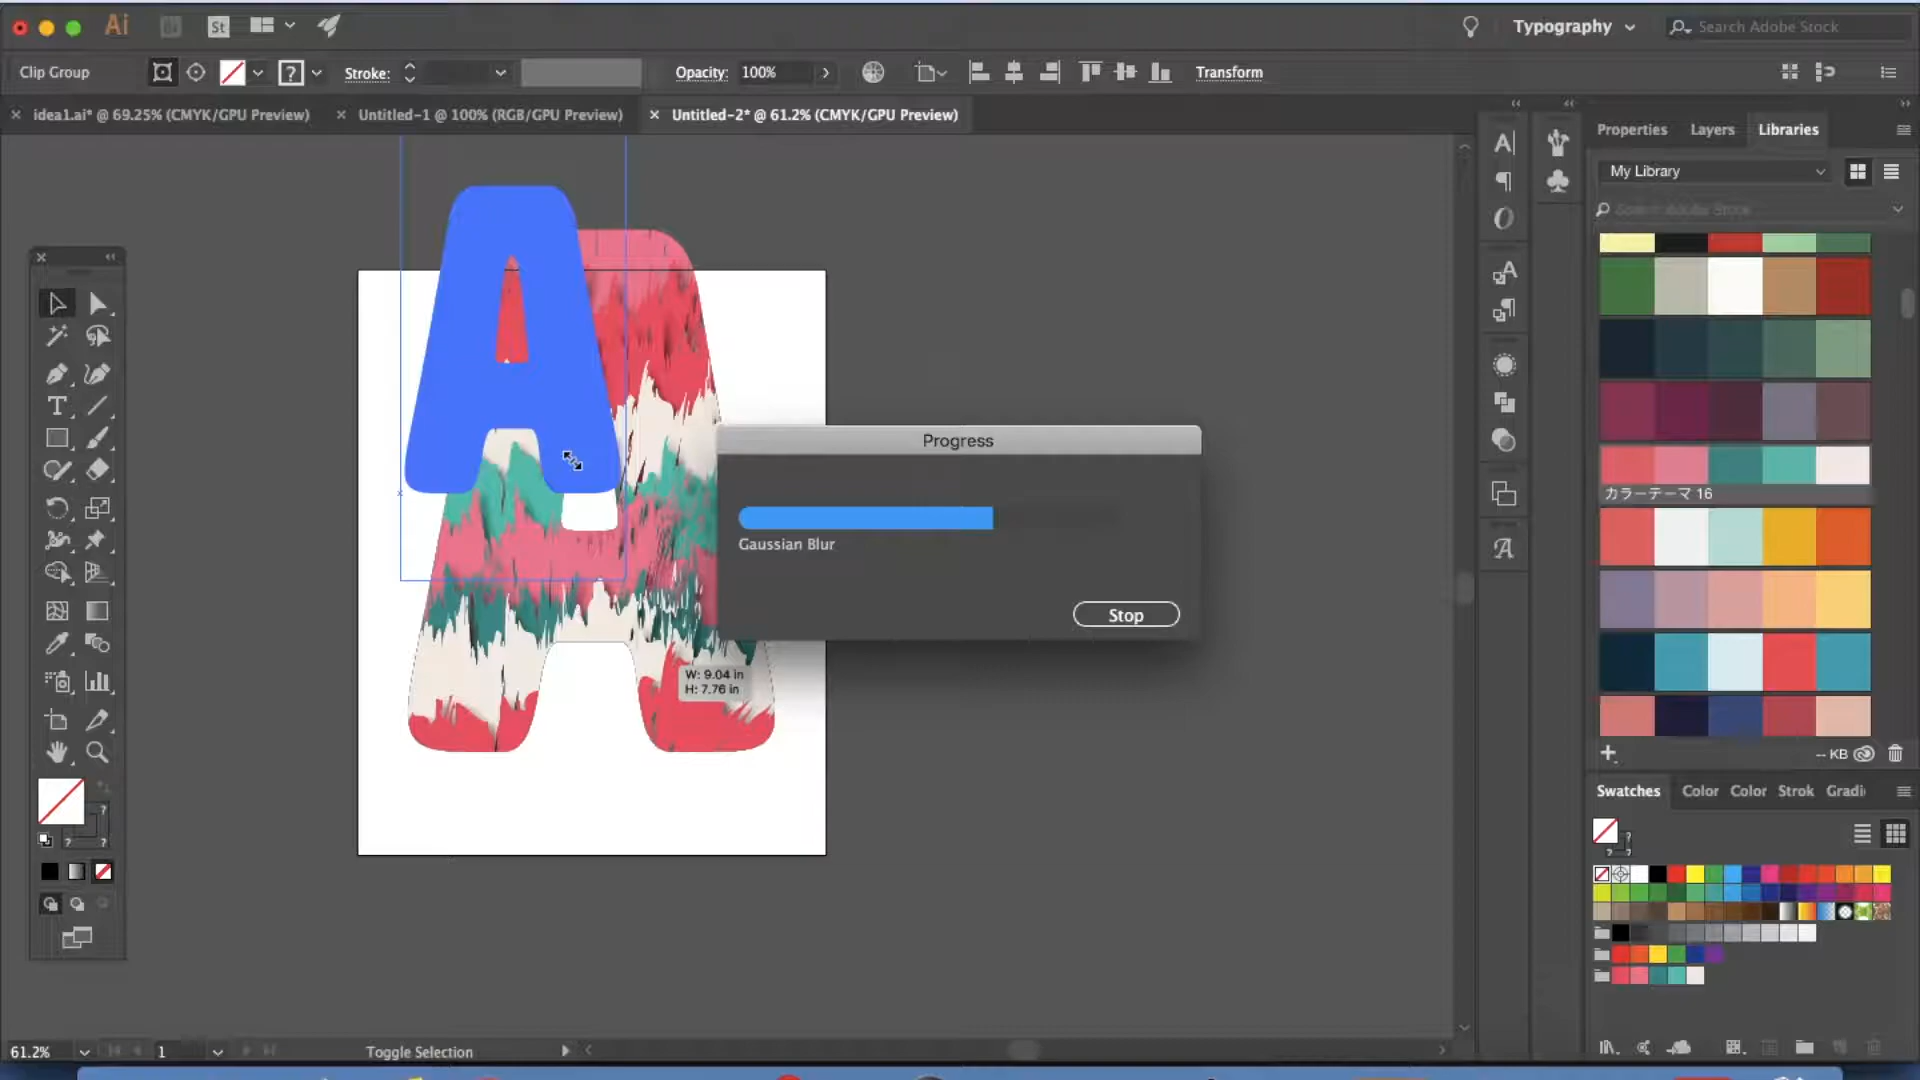 Ai
St
Typography
Search Adobe Stock
Clip Group
?
Stroke:
Opacity: 100%
Transform
idea1.ai* @ 69.25% (CMYK/GPU Preview)
Untitled-1 @ 100% (RGB/GPU Preview)
Untitled-2* @ 61.2% (CMYK/GPU Preview)
Properties
Layers
Libraries
My Library
Search Adobe Stock
A
Progress
Gaussian Blur
Stop
カラーテーマ 16
W: 9.04 in
H: 7.76 in
-- KB
Swatches
Color
Color
Strok
Gradi
61.2%
1
Toggle Selection